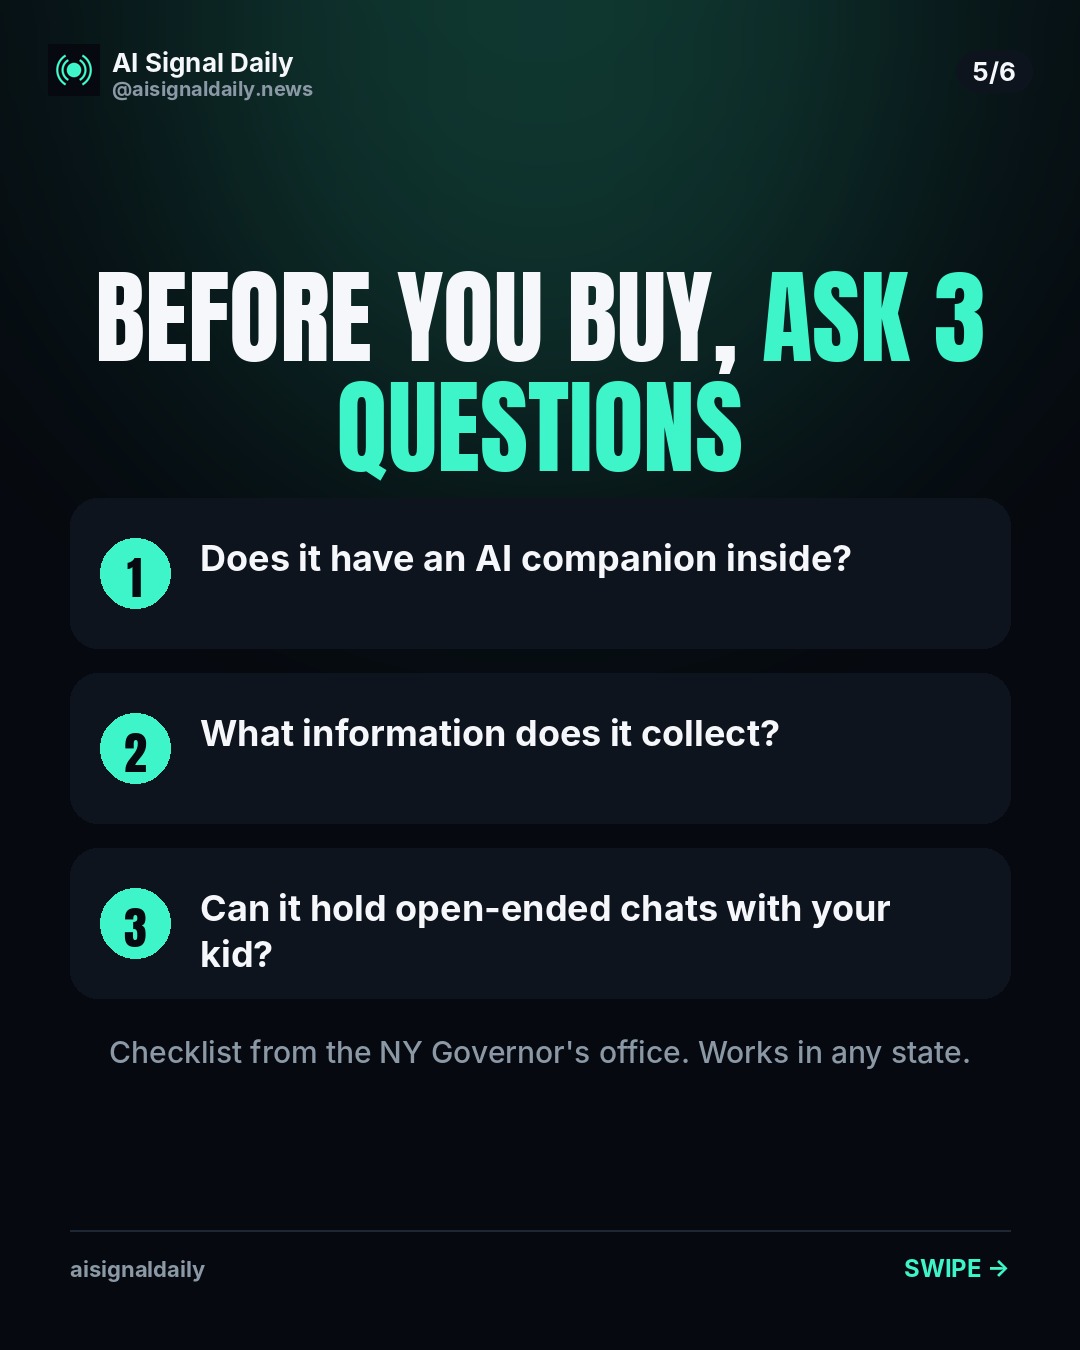 AI Signal Daily
@aisignaldaily.news
5/6
BEFORE YOU BUY, ASK 3
QUESTIONS
1
Does it have an AI companion inside?
2
What information does it collect?
3
Can it hold open-ended chats with your
kid?
Checklist from the NY Governor's office. Works in any state.
aisignaldaily
SWIPE →